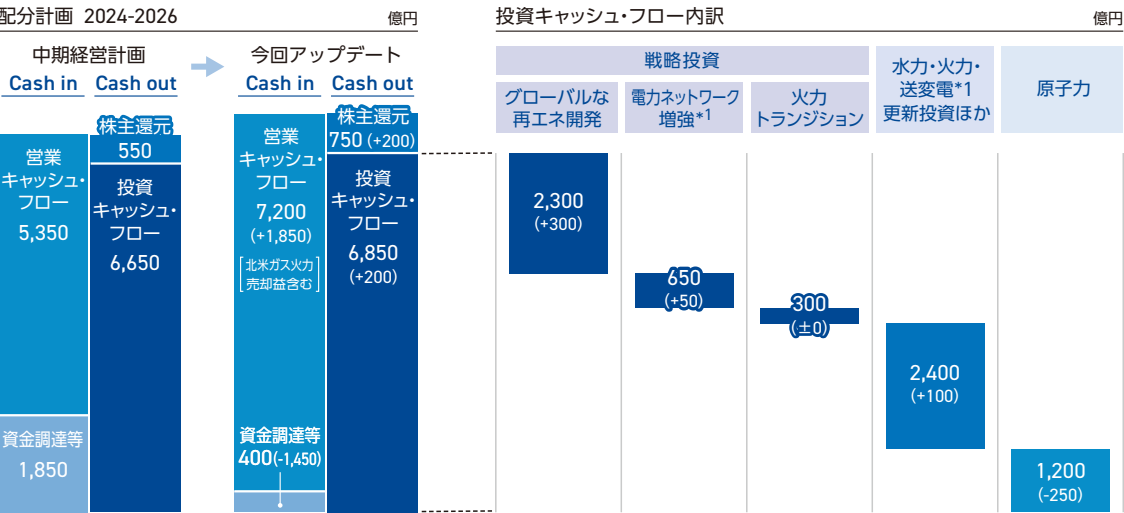 配分計画 2024-2026
億円
中期経営計画
今回アップデート
Cash in
Cash out
Cash in
Cash out
営業
キャッシュ・
フロー
5,350
資金調達等
1,850
株主還元
550
投資
キャッシュ・
フロー
6,650
営業
キャッシュ・
フロー
7,200
(+1,850)
北米ガス火力
売却益含む
資金調達等
400(-1,450)
株主還元
750 (+200)
投資
キャッシュ・
フロー
6,850
(+200)
投資キャッシュ・フロー内訳
億円
戦略投資
グローバルな
再エネ開発
電力ネットワーク
増強*1
火力
トランジション
水力・火力・
送変電*1
更新投資ほか
原子力
2,300
(+300)
650
(+50)
300
(±0)
2,400
(+100)
1,200
(-250)